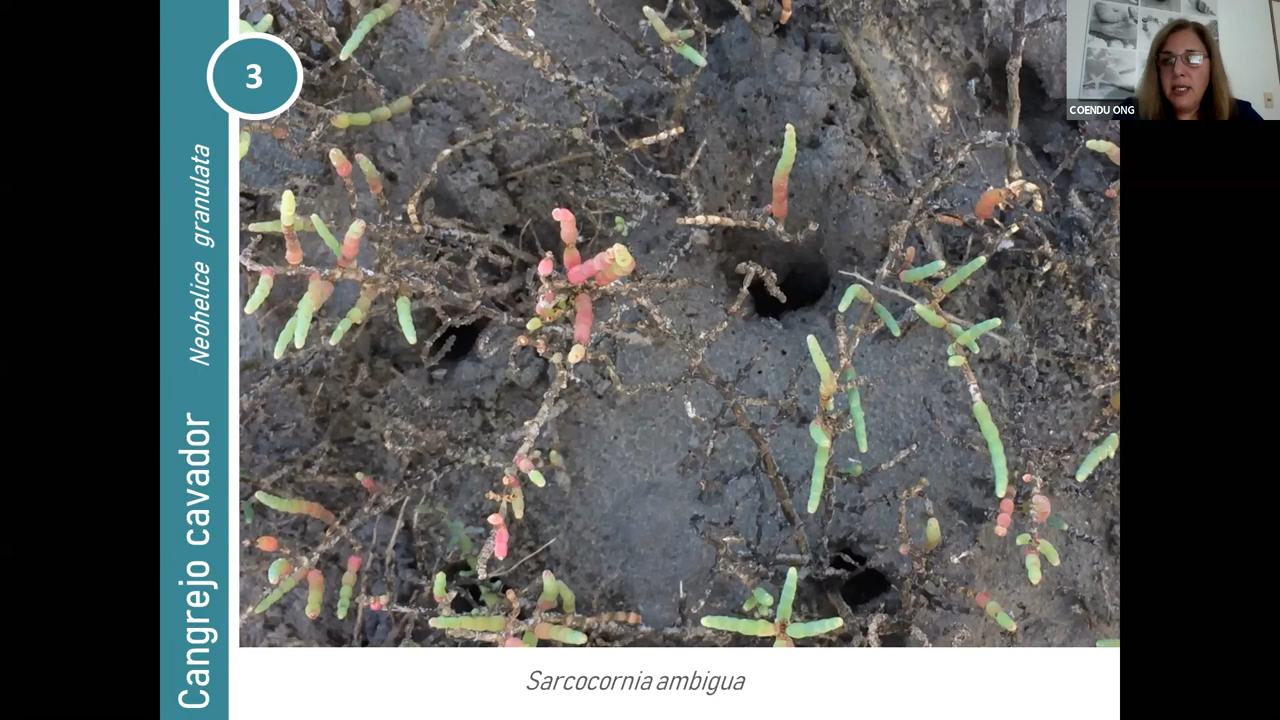 3
Cangrejo cavador
Neohelice granulata
COENDU ONG
Sarcocornia ambigua